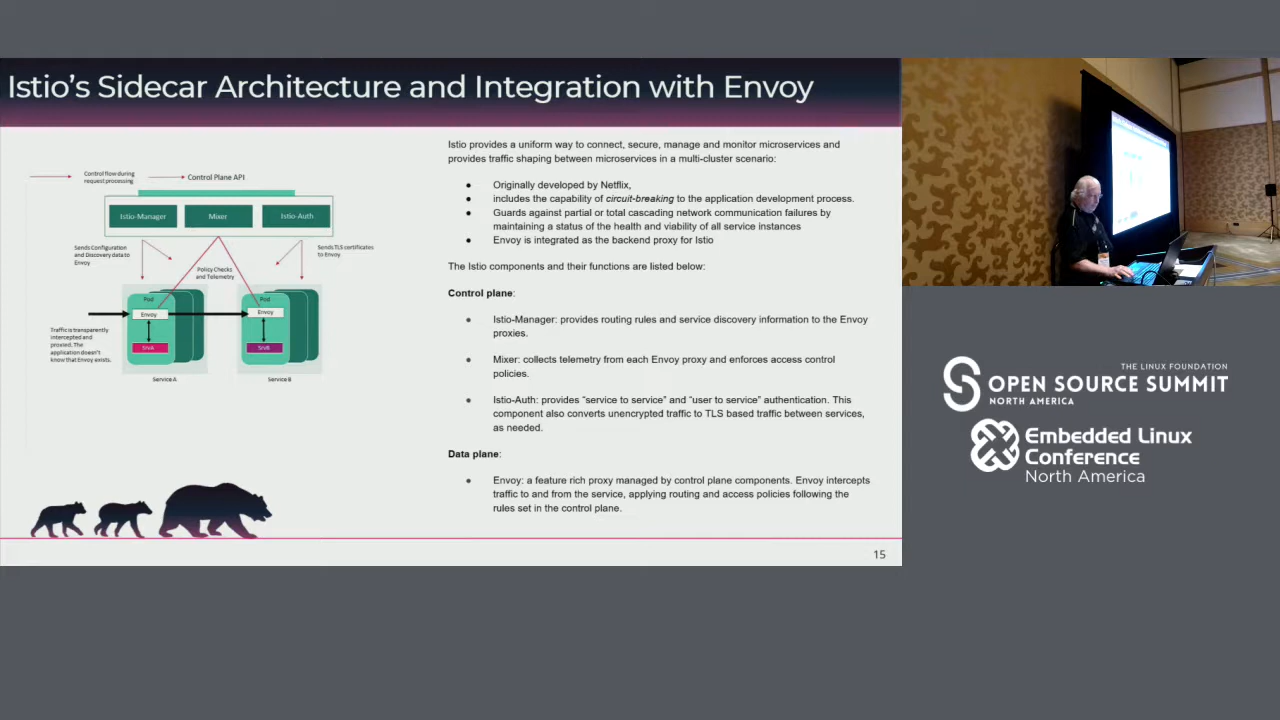 Istio's Sidecar Architecture and Integration with Envoy
Control flow during
request processing
Control Plane API
Istio-Manager
Mixer
Istio-Auth
Sends Configuration
and Discovery data to
Envoy
Policy Checks
and Telemetry
Sends TLS certificates
to Envoy
Pod
Envoy
SrvA
Pod
Envoy
SrvB
Traffic is transparently
intercepted and
proxied. The
application doesn't
know that Envoy exists.
Service A
Service B
Istio provides a uniform way to connect, secure, manage and monitor microservices and
provides traffic shaping between microservices in a multi-cluster scenario:
● Originally developed by Netflix,
● includes the capability of circuit-breaking to the application development process.
● Guards against partial or total cascading network communication failures by
maintaining a status of the health and viability of all service instances
● Envoy is integrated as the backend proxy for Istio
The Istio components and their functions are listed below:
Control plane:
● Istio-Manager: provides routing rules and service discovery information to the Envoy
proxies.
● Mixer: collects telemetry from each Envoy proxy and enforces access control
policies.
● Istio-Auth: provides “service to service” and “user to service” authentication. This
component also converts unencrypted traffic to TLS based traffic between services,
as needed.
Data plane:
● Envoy: a feature rich proxy managed by control plane components. Envoy intercepts
traffic to and from the service, applying routing and access policies following the
rules set in the control plane.
15
THE LINUX FOUNDATION
OPEN SOURCE SUMMIT
NORTH AMERICA
Embedded Linux
Conference
North America